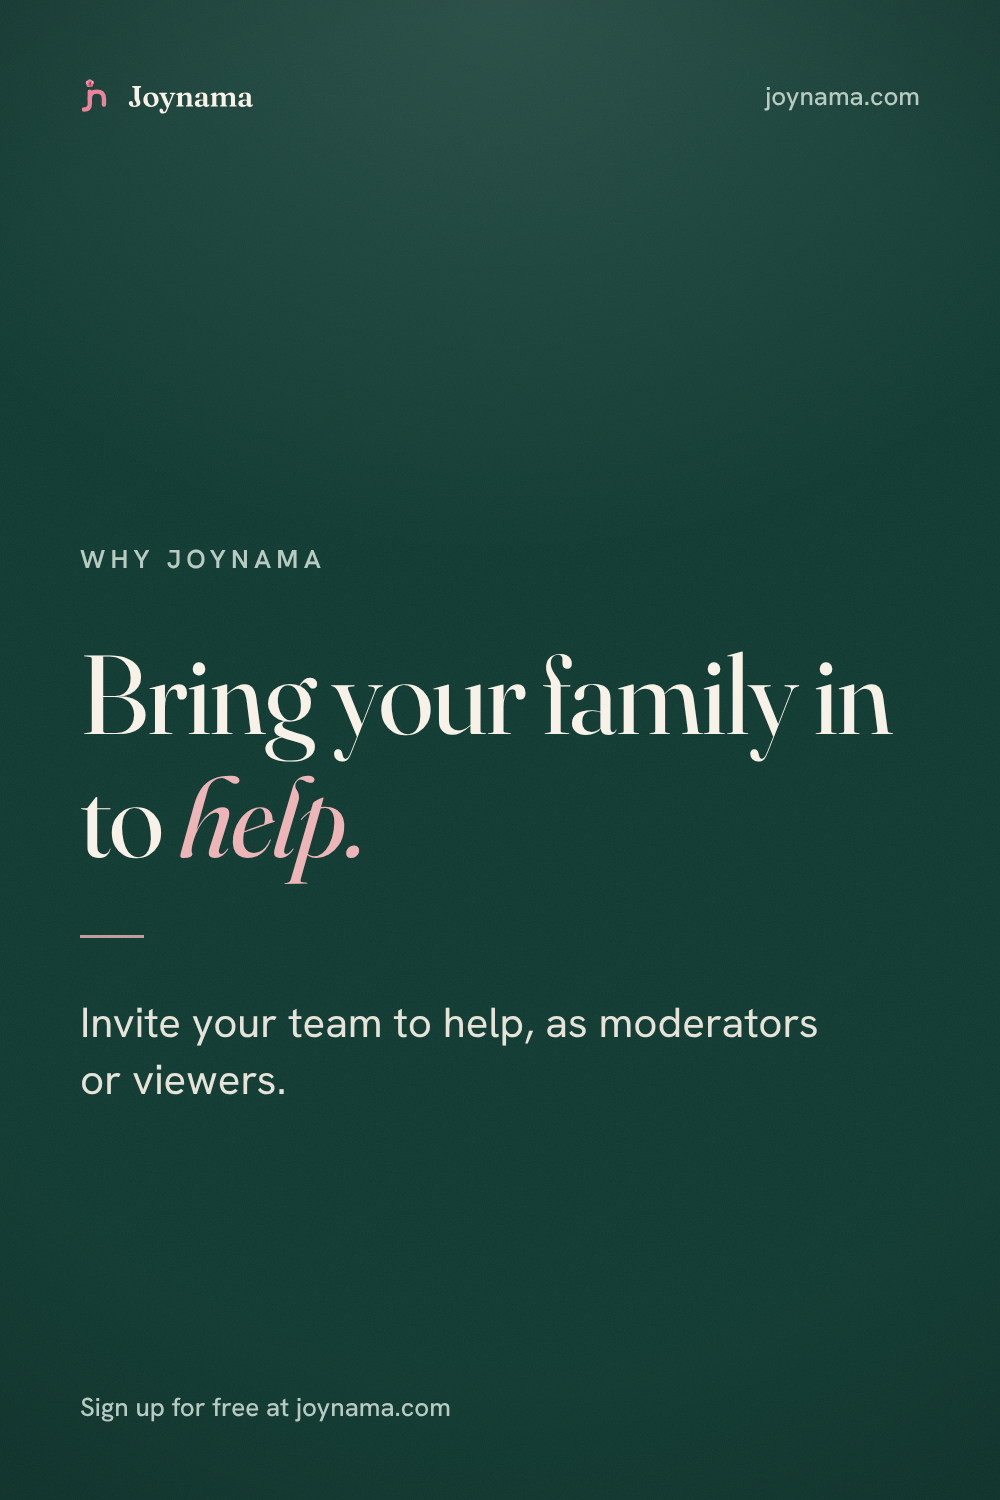 Joynama
joynama.com
WHY JOYNAMA
Bring your family in
to help.
Invite your team to help, as moderators
or viewers.
Sign up for free at joynama.com